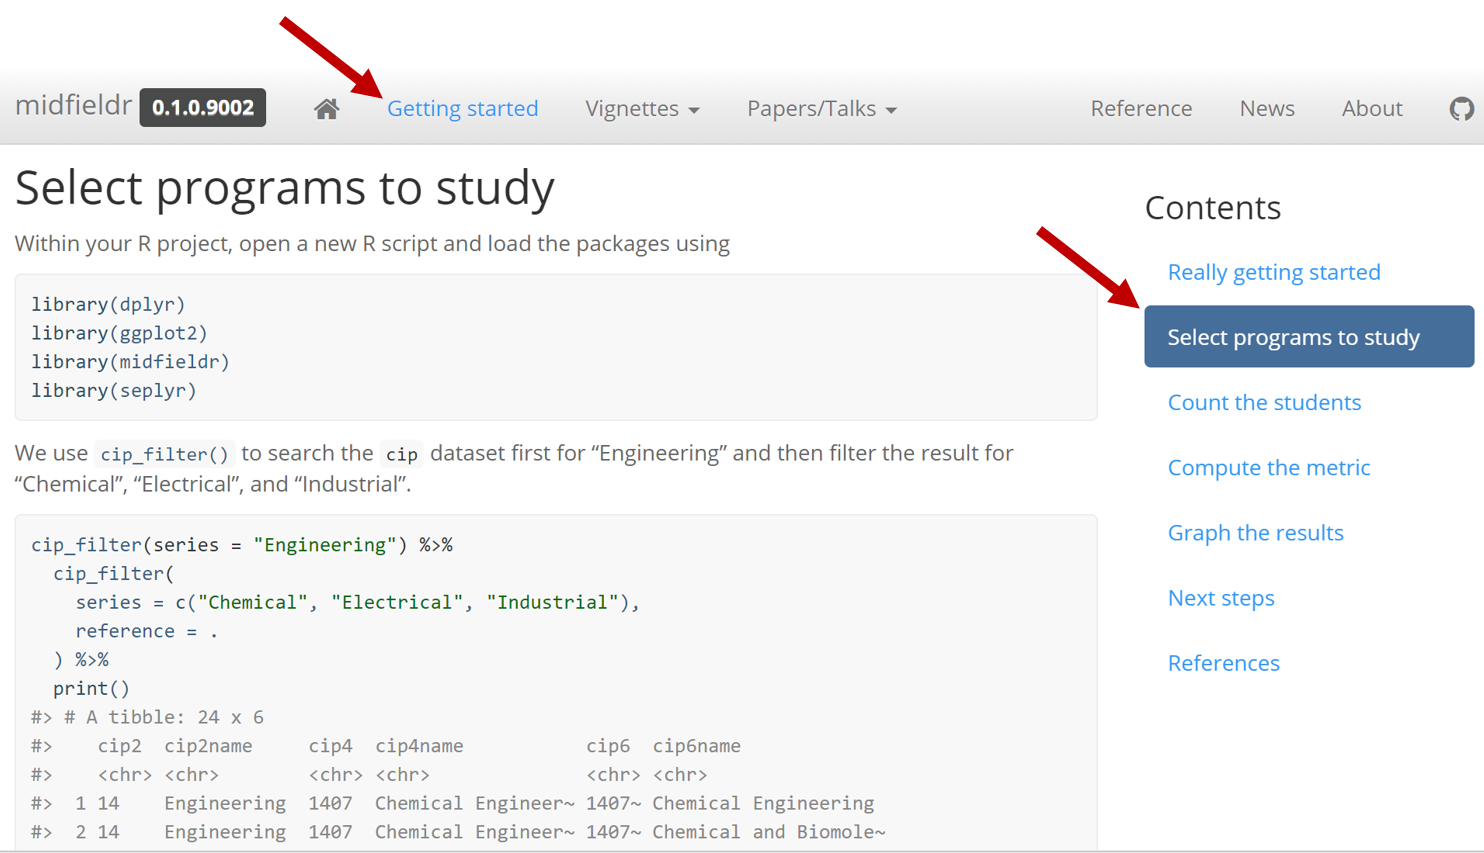 midfieldr 0.1.0.9002 Getting started Vignettes Papers/Talks Reference News About
Select programs to study
Within your R project, open a new R script and load the packages using
library(dplyr)
library(ggplot2)
library(midfieldr)
library(seplyr)
We use cip_filter() to search the cip dataset first for “Engineering” and then filter the result for
“Chemical”, “Electrical”, and “Industrial”.
cip_filter(series = "Engineering") %>%
  cip_filter(
    series = c("Chemical", "Electrical", "Industrial"),
    reference = .
  ) %>%
  print()
#> # A tibble: 24 x 6
#>    cip2  cip2name     cip4  cip4name           cip6  cip6name
#>    <chr> <chr>        <chr> <chr>              <chr> <chr>
#>  1 14    Engineering  1407  Chemical Engineer~ 1407~ Chemical Engineering
#>  2 14    Engineering  1407  Chemical Engineer~ 1407~ Chemical and Biomole~
Contents
Really getting started
Select programs to study
Count the students
Compute the metric
Graph the results
Next steps
References